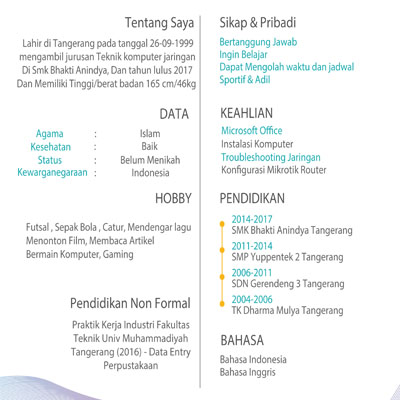 Tentang Saya
Lahir di Tangerang pada tanggal 26-09-1999
mengambil jurusan Teknik komputer jaringan
Di Smk Bhakti Anindya, Dan tahun lulus 2017
Dan Memiliki Tinggi/berat badan 165 cm/46kg
DATA
Agama : Islam
Kesehatan : Baik
Status : Belum Menikah
Kewarganegaraan : Indonesia
HOBBY
Futsal , Sepak Bola , Catur, Mendengar lagu
Menonton Film, Membaca Artikel
Bermain Komputer, Gaming
Pendidikan Non Formal
Praktik Kerja Industri Fakultas
Teknik Univ Muhammadiyah
Tangerang (2016) - Data Entry
Perpustakaan
Sikap & Pribadi
Bertanggung Jawab
Ingin Belajar
Dapat Mengolah waktu dan jadwal
Sportif & Adil
KEAHLIAN
Microsoft Office
Instalasi Komputer
Troubleshooting Jaringan
Konfigurasi Mikrotik Router
PENDIDIKAN
2014-2017
SMK Bhakti Anindya Tangerang
2011-2014
SMP Yuppentek 2 Tangerang
2006-2011
SDN Gerendeng 3 Tangerang
2004-2006
TK Dharma Mulya Tangerang
BAHASA
Bahasa Indonesia
Bahasa Inggris